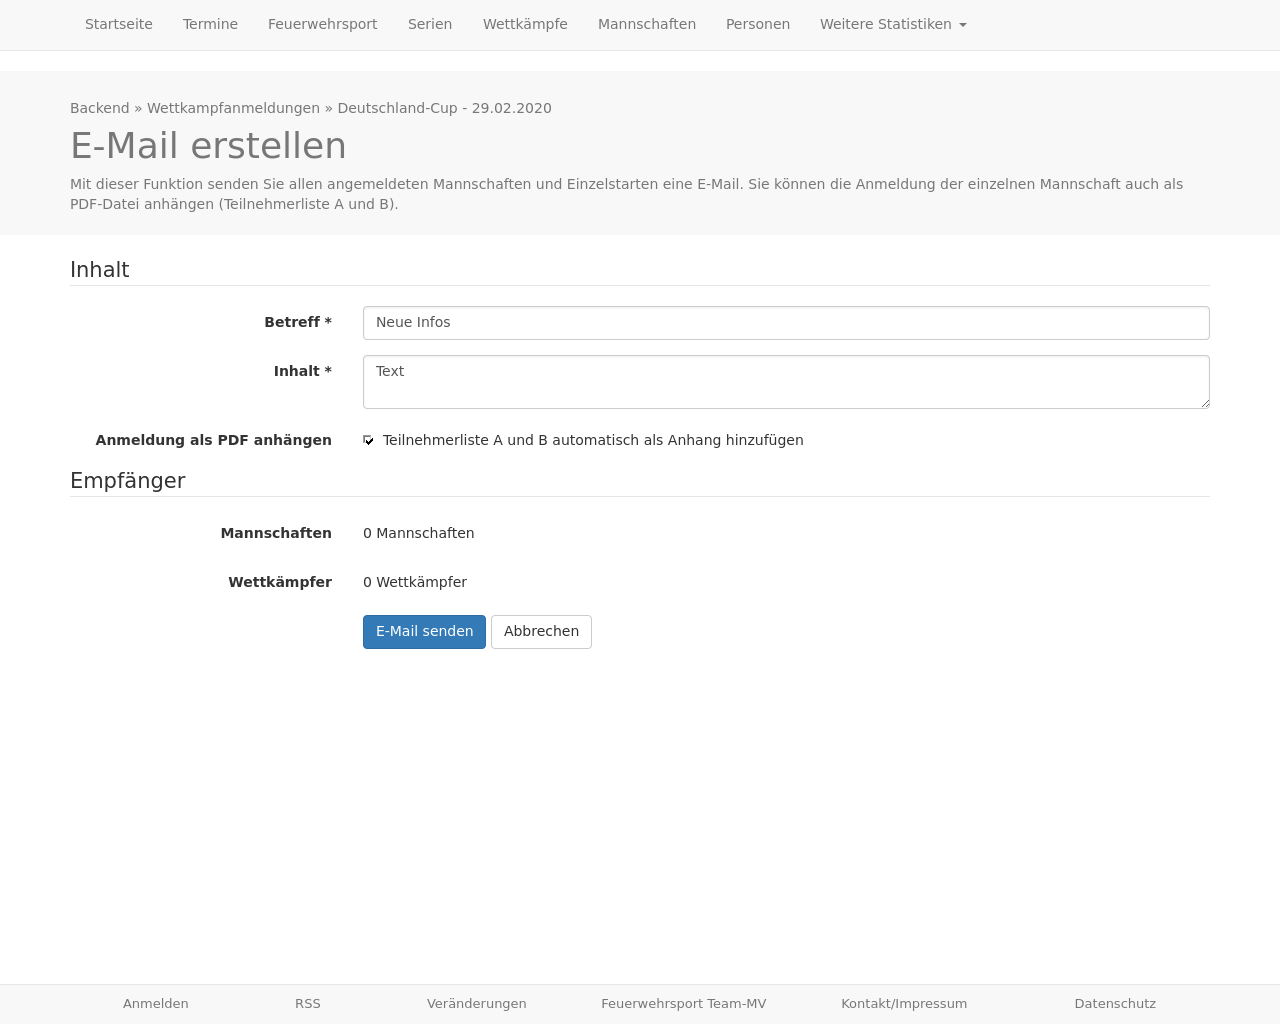 Startseite Termine Feuerwehrsport Serien Wettkämpfe Mannschaften Personen Weitere Statistiken
Backend » Wettkampfanmeldungen » Deutschland-Cup - 29.02.2020
E-Mail erstellen
Mit dieser Funktion senden Sie allen angemeldeten Mannschaften und Einzelstarten eine E-Mail. Sie können die Anmeldung der einzelnen Mannschaft auch als
PDF-Datei anhängen (Teilnehmerliste A und B).
Inhalt
Betreff * Neue Infos
Inhalt * Text
Anmeldung als PDF anhängen Teilnehmerliste A und B automatisch als Anhang hinzufügen
Empfänger
Mannschaften 0 Mannschaften
Wettkämpfer 0 Wettkämpfer
E-Mail senden Abbrechen
Anmelden RSS Veränderungen Feuerwehrsport Team-MV Kontakt/Impressum Datenschutz